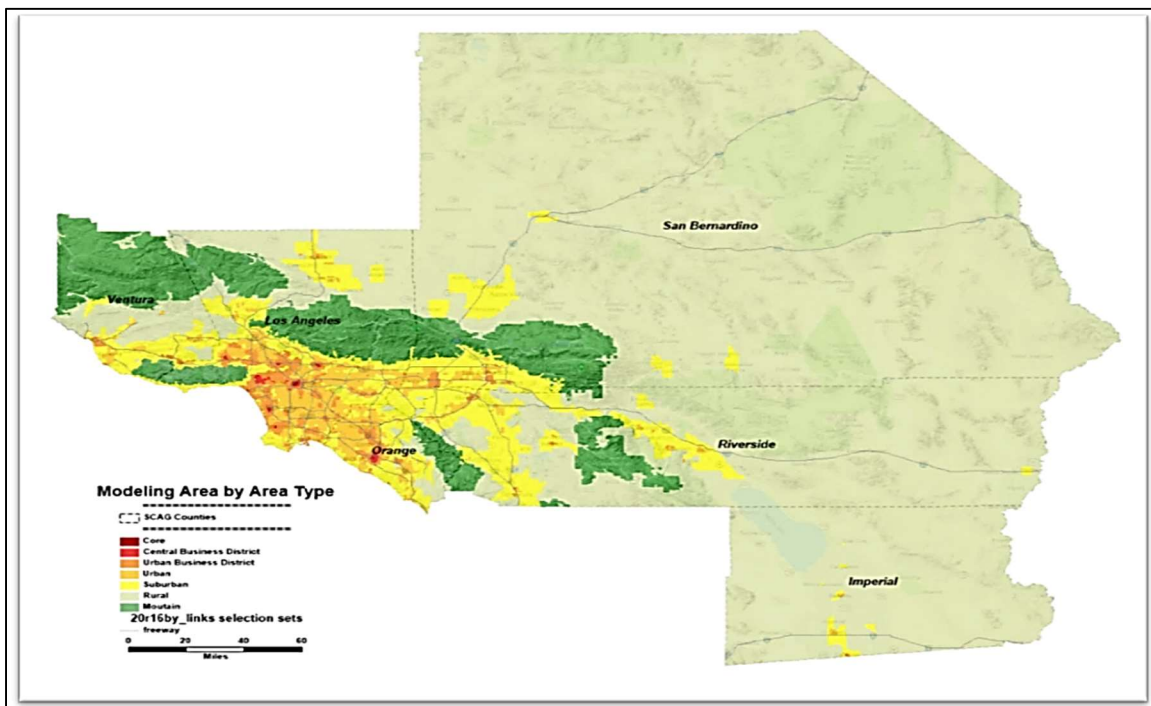 San Bernardino
Ventura
Los Angeles
Riverside
Orange
Imperial
Modeling Area by Area Type
SCAG Counties
Core
Central Business District
Urban Business District
Urban
Suburban
Rural
Moutain
20r16by_links selection sets
freeway
0 20 40 60
Miles